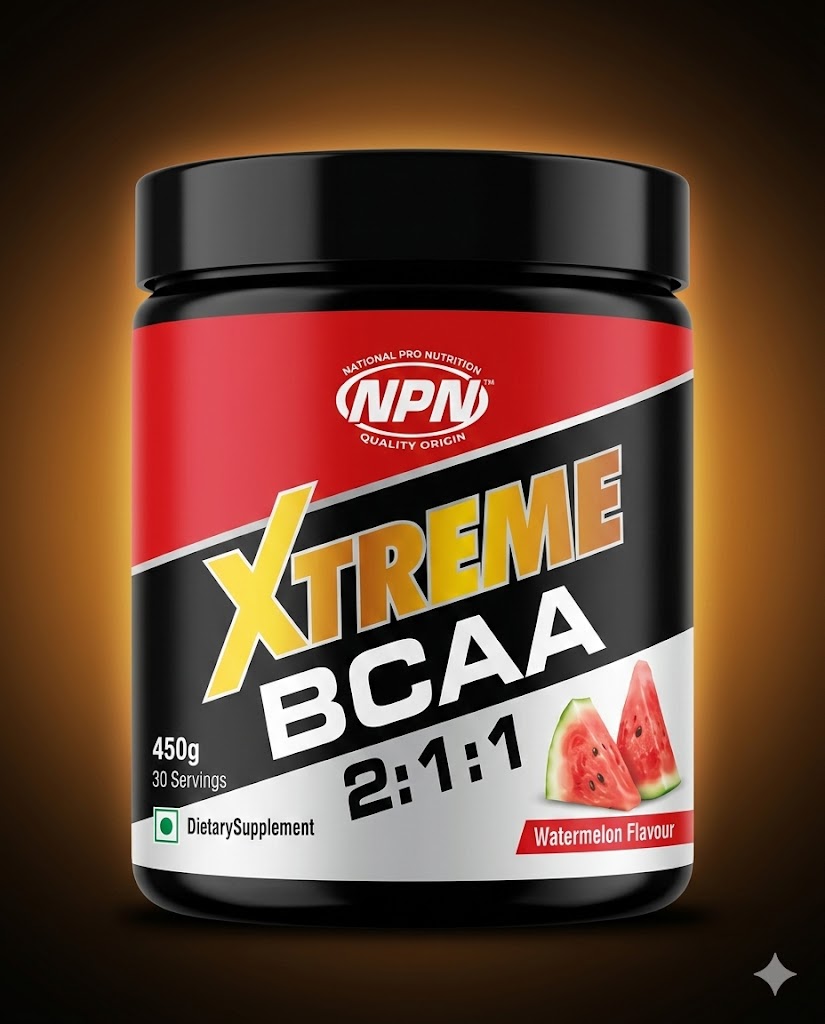 NATIONAL PRO NUTRITION
NPN™
QUALITY ORIGIN
XTREME
BCAA
2:1:1
450g
30 Servings
DietarySupplement
Watermelon Flavour